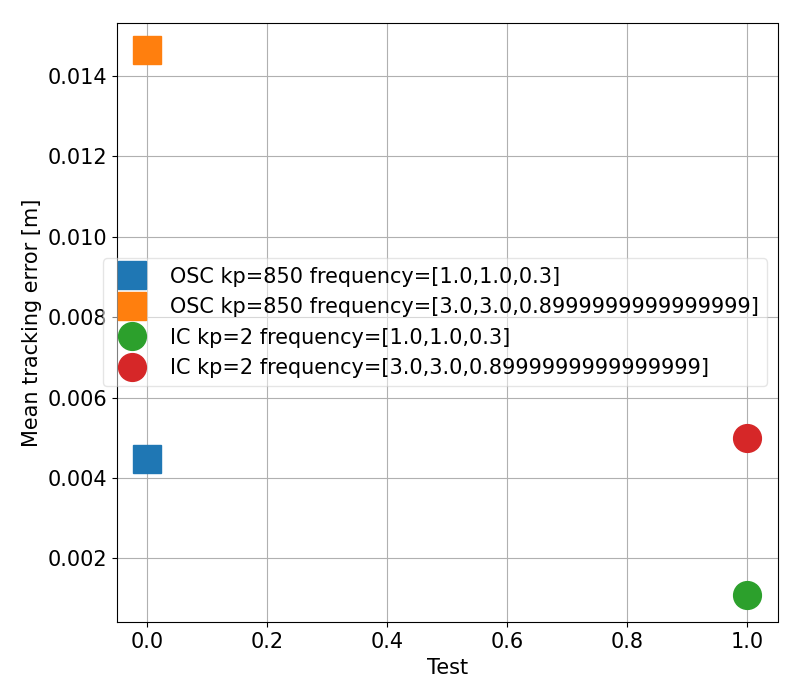 0.014
0.012
0.010
0.008
0.006
0.004
0.002
Mean tracking error [m]
OSC kp=850 frequency=[1.0,1.0,0.3]
OSC kp=850 frequency=[3.0,3.0,0.8999999999999999]
IC kp=2 frequency=[1.0,1.0,0.3]
IC kp=2 frequency=[3.0,3.0,0.8999999999999999]
0.0 0.2 0.4 0.6 0.8 1.0
Test